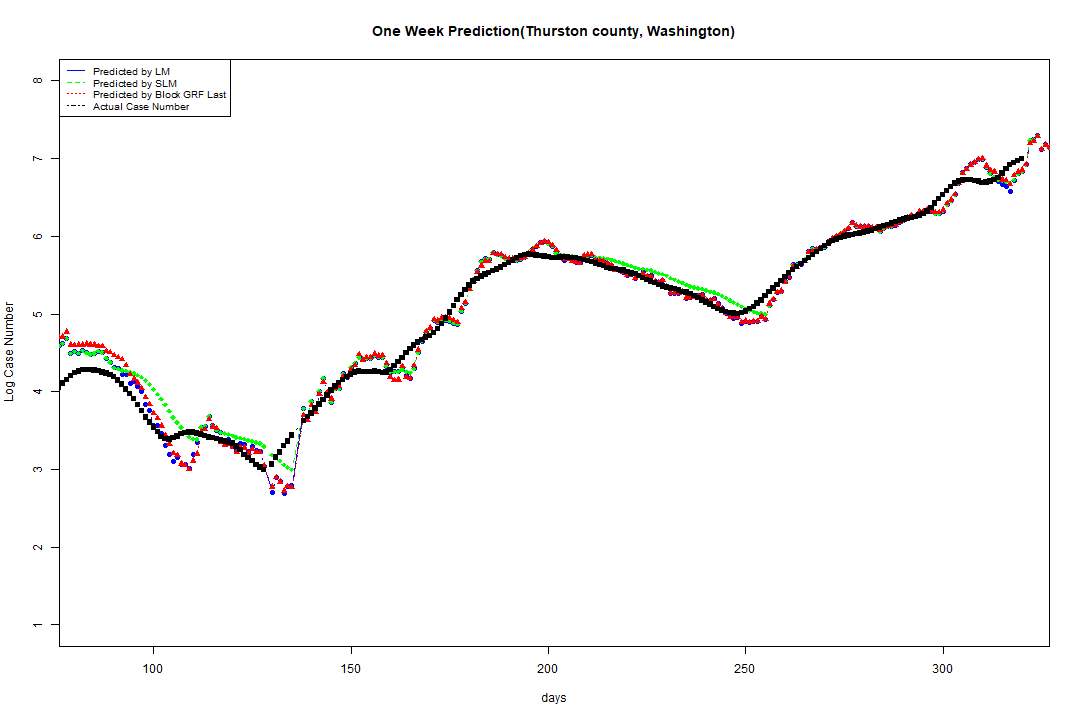 One Week Prediction(Thurston county, Washington)
Predicted by LM
Predicted by SLM
Predicted by Block GRF Last
Actual Case Number
8
7
6
5
4
3
2
1
Log Case Number
100 150 200 250 300
days